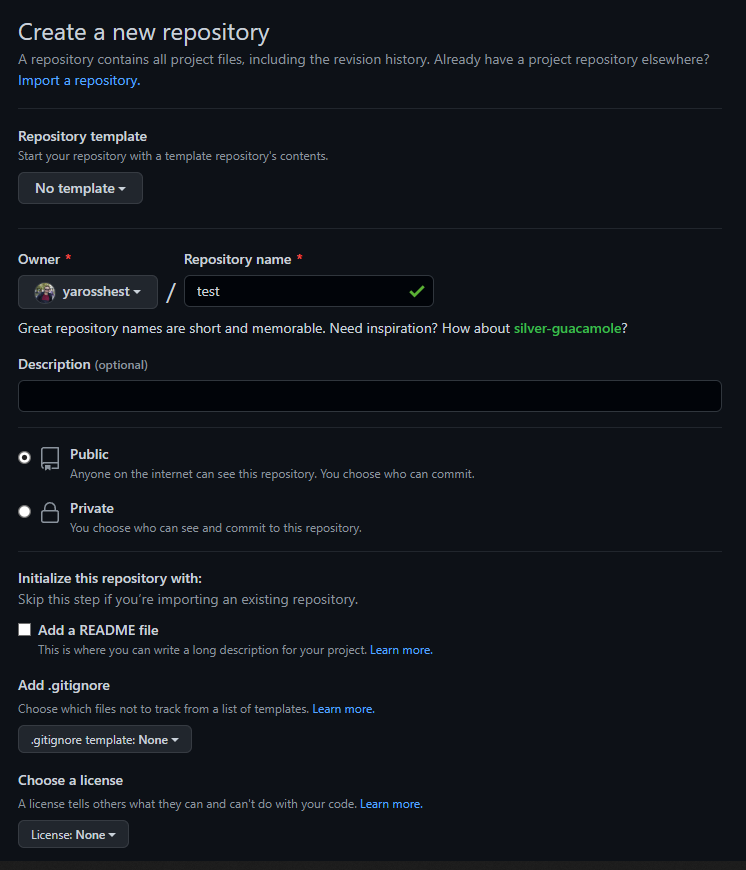 Create a new repository
A repository contains all project files, including the revision history. Already have a project repository elsewhere?
Import a repository.
Repository template
Start your repository with a template repository's contents.
No template
Owner * Repository name *
yarosshest / test
Great repository names are short and memorable. Need inspiration? How about silver-guacamole?
Description (optional)
Public
Anyone on the internet can see this repository. You choose who can commit.
Private
You choose who can see and commit to this repository.
Initialize this repository with:
Skip this step if you’re importing an existing repository.
Add a README file
This is where you can write a long description for your project. Learn more.
Add .gitignore
Choose which files not to track from a list of templates. Learn more.
.gitignore template: None
Choose a license
A license tells others what they can and can't do with your code. Learn more.
License: None